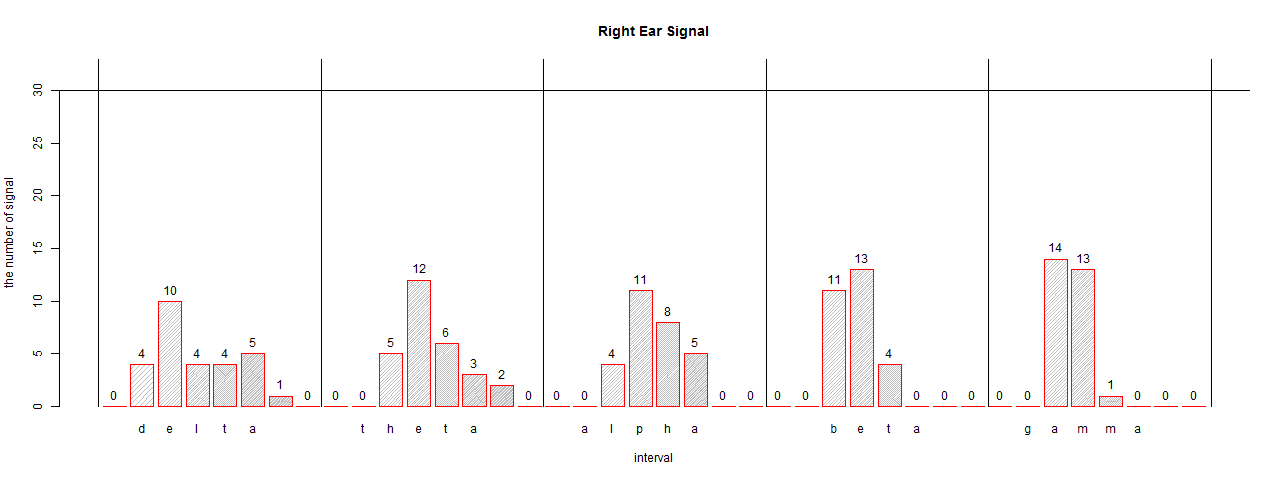 Right Ear Signal
the number of signal
30
25
20
15
10
5
0
0 4 10 4 4 5 1 0
0 0 5 12 6 3 2 0
0 0 4 11 8 5 0 0
0 0 11 13 4 0 0 0
0 0 14 13 1 0 0 0
d e l t a t h e t a a l p h a b e t a g a m m a
interval